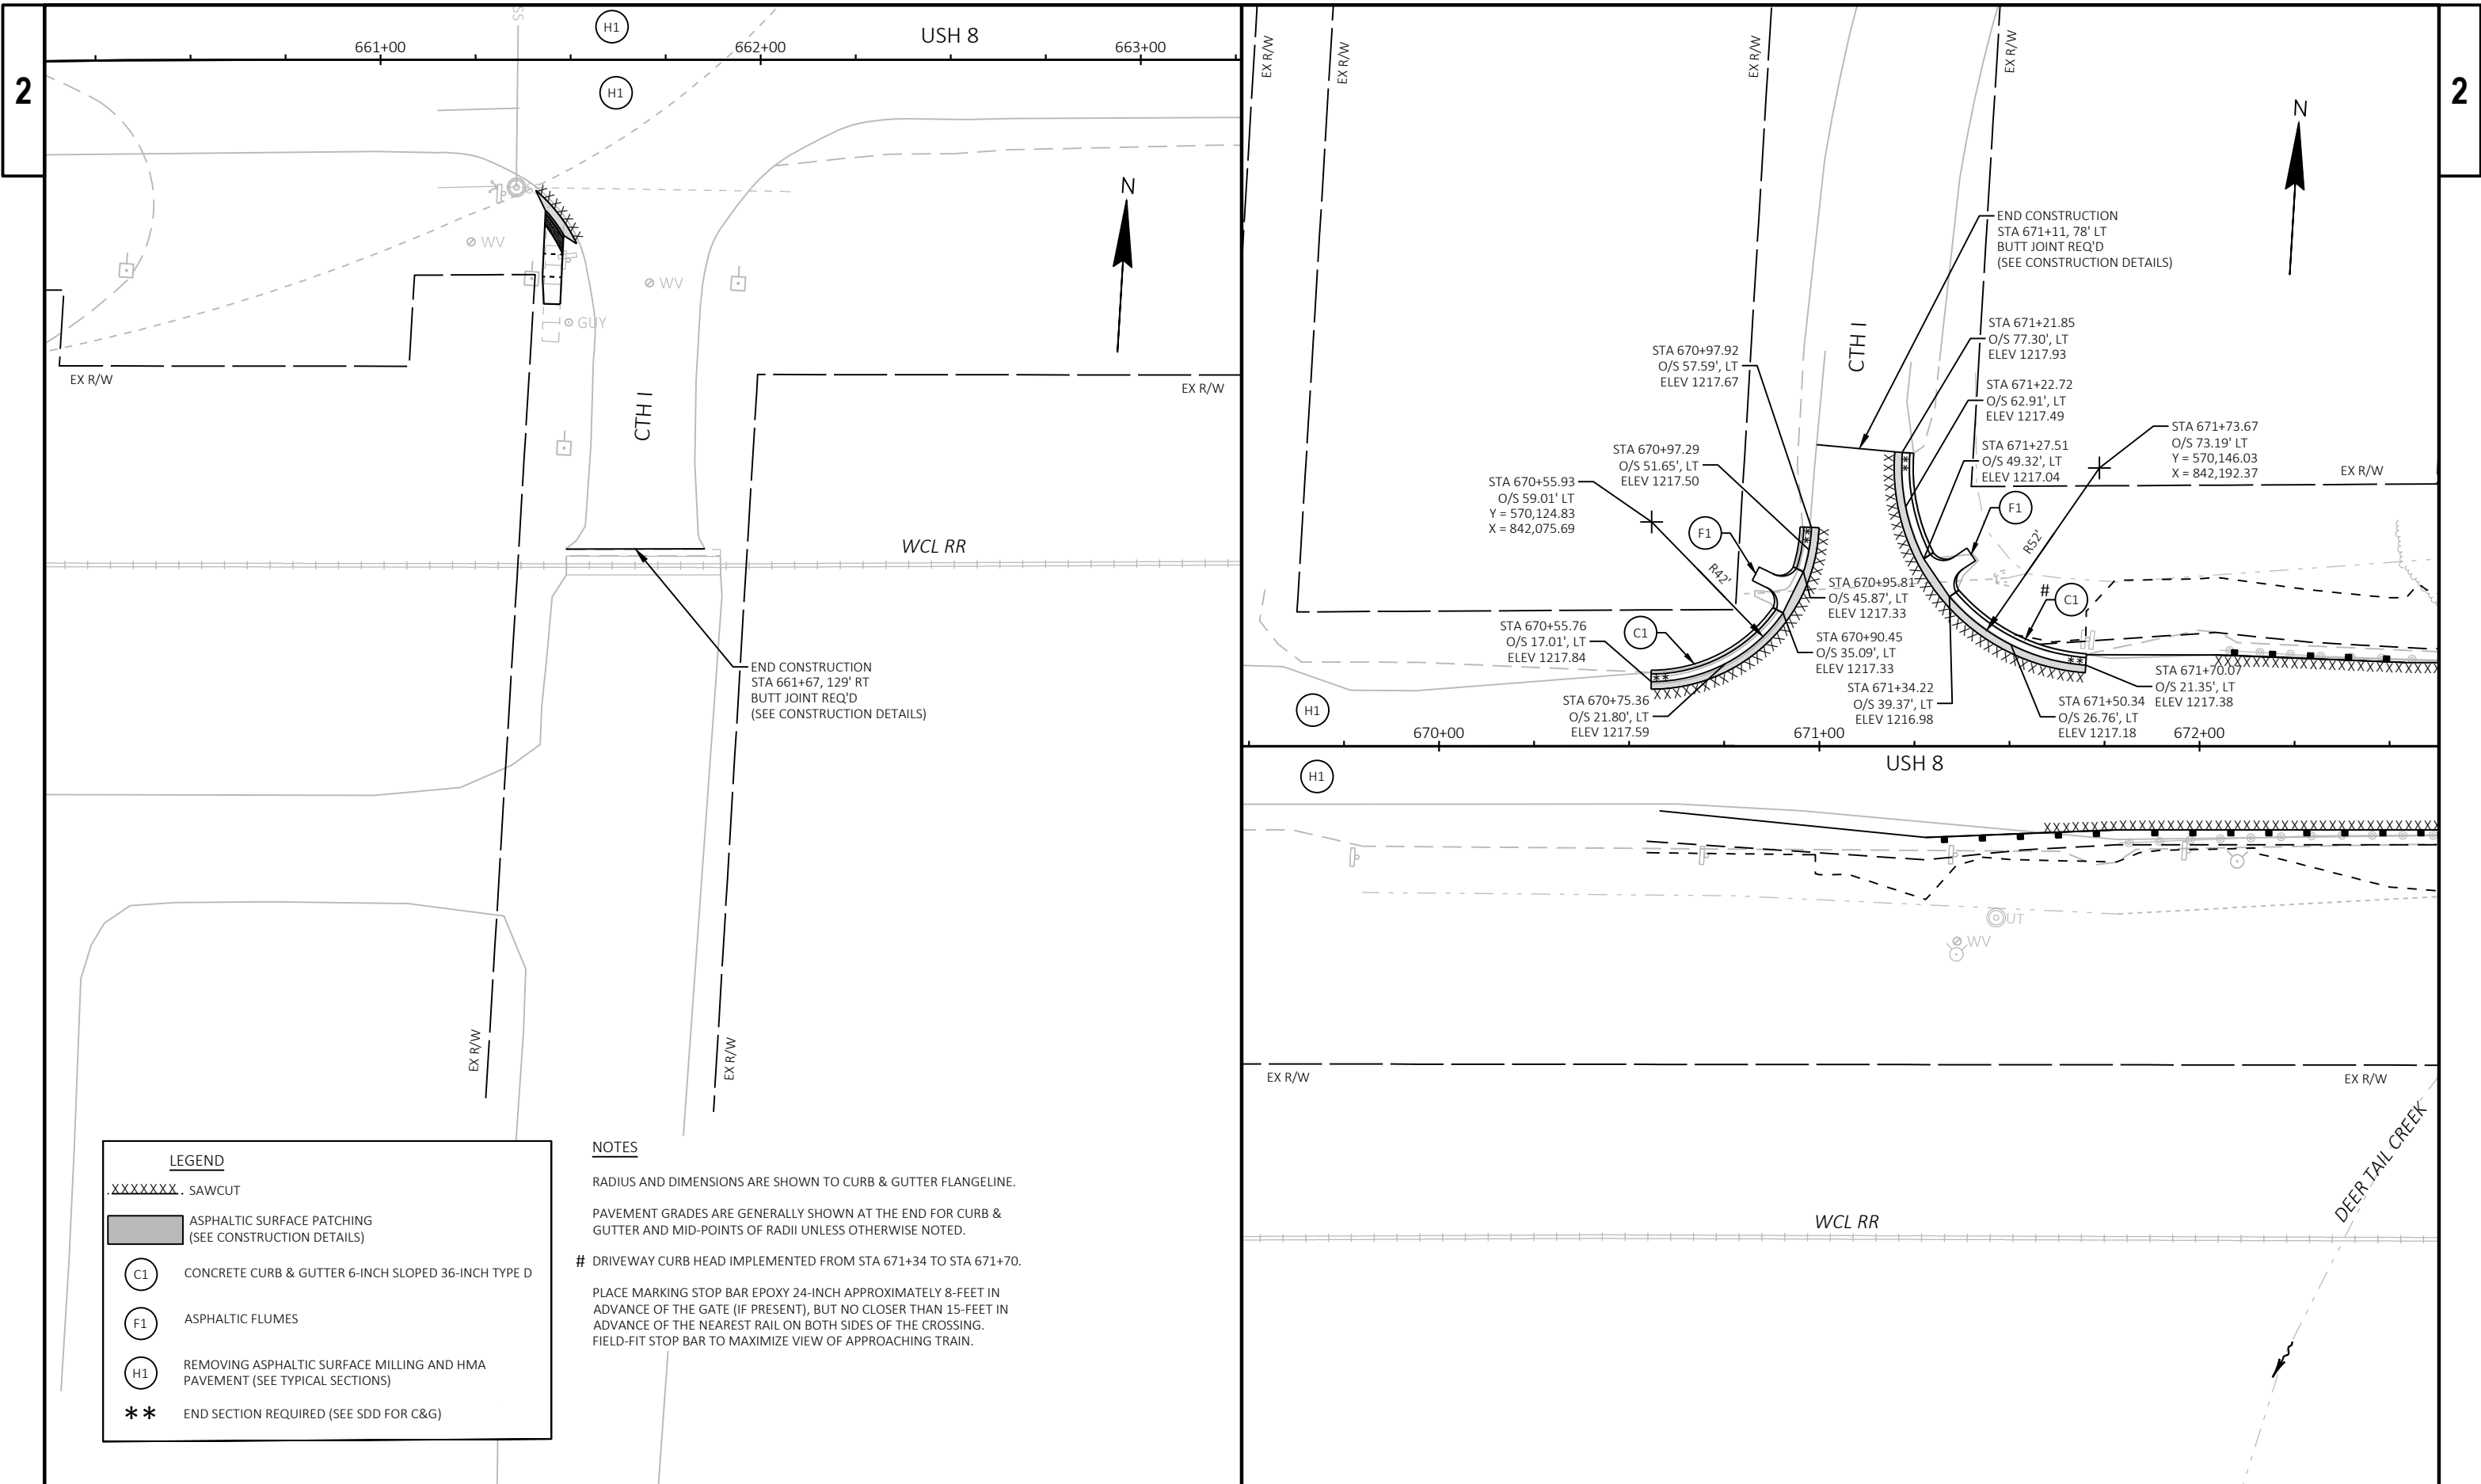 2
SS
H1
661+00
662+00
USH 8
663+00
H1
WV
WV
GUY
N
EX R/W
EX R/W
CTH I
WCL RR
END CONSTRUCTION
STA 661+67, 129' RT
BUTT JOINT REQ'D
(SEE CONSTRUCTION DETAILS)
EX R/W
EX R/W
LEGEND
XXXXXXX SAWCUT
ASPHALTIC SURFACE PATCHING
(SEE CONSTRUCTION DETAILS)
C1 CONCRETE CURB & GUTTER 6-INCH SLOPED 36-INCH TYPE D
F1 ASPHALTIC FLUMES
H1 REMOVING ASPHALTIC SURFACE MILLING AND HMA
PAVEMENT (SEE TYPICAL SECTIONS)
** END SECTION REQUIRED (SEE SDD FOR C&G)
NOTES
RADIUS AND DIMENSIONS ARE SHOWN TO CURB & GUTTER FLANGELINE.
PAVEMENT GRADES ARE GENERALLY SHOWN AT THE END FOR CURB &
GUTTER AND MID-POINTS OF RADII UNLESS OTHERWISE NOTED.
# DRIVEWAY CURB HEAD IMPLEMENTED FROM STA 671+34 TO STA 671+70.
PLACE MARKING STOP BAR EPOXY 24-INCH APPROXIMATELY 8-FEET IN
ADVANCE OF THE GATE (IF PRESENT), BUT NO CLOSER THAN 15-FEET IN
ADVANCE OF THE NEAREST RAIL ON BOTH SIDES OF THE CROSSING.
FIELD-FIT STOP BAR TO MAXIMIZE VIEW OF APPROACHING TRAIN.
2
EX R/W
EX R/W
EX R/W
EX R/W
N
END CONSTRUCTION
STA 671+11, 78' LT
BUTT JOINT REQ'D
(SEE CONSTRUCTION DETAILS)
CTH I
STA 671+21.85
O/S 77.30', LT
ELEV 1217.93
STA 670+97.92
O/S 57.59', LT
ELEV 1217.67
STA 671+22.72
O/S 62.91', LT
ELEV 1217.49
STA 671+73.67
O/S 73.19' LT
Y = 570,146.03
X = 842,192.37
STA 671+27.51
O/S 49.32', LT
ELEV 1217.04
EX R/W
STA 670+97.29
O/S 51.65', LT
ELEV 1217.50
STA 670+55.93
O/S 59.01' LT
Y = 570,124.83
X = 842,075.69
F1
F1
R42'
R52'
STA 670+95.81
O/S 45.87', LT
ELEV 1217.33
#
C1
STA 670+55.76
O/S 17.01', LT
ELEV 1217.84
C1
**
**
**
**
STA 670+90.45
O/S 35.09', LT
ELEV 1217.33
STA 671+70.07
O/S 21.35', LT
ELEV 1217.38
STA 671+34.22
O/S 39.37', LT
ELEV 1216.98
STA 670+75.36
O/S 21.80', LT
ELEV 1217.59
STA 671+50.34
O/S 26.76', LT
ELEV 1217.18
H1
670+00
671+00
672+00
USH 8
H1
UT
WV
EX R/W
EX R/W
DEER TAIL CREEK
WCL RR